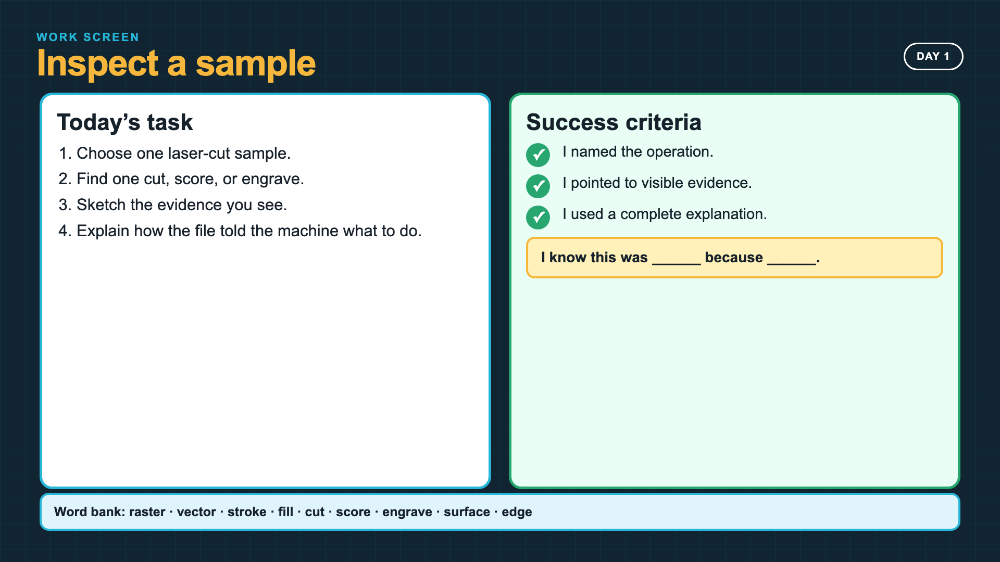 WORK SCREEN
Inspect a sample
DAY 1
Today’s task
1. Choose one laser-cut sample.
2. Find one cut, score, or engrave.
3. Sketch the evidence you see.
4. Explain how the file told the machine what to do.
Success criteria
✓ I named the operation.
✓ I pointed to visible evidence.
✓ I used a complete explanation.
I know this was ______ because ______.
Word bank: raster · vector · stroke · fill · cut · score · engrave · surface · edge